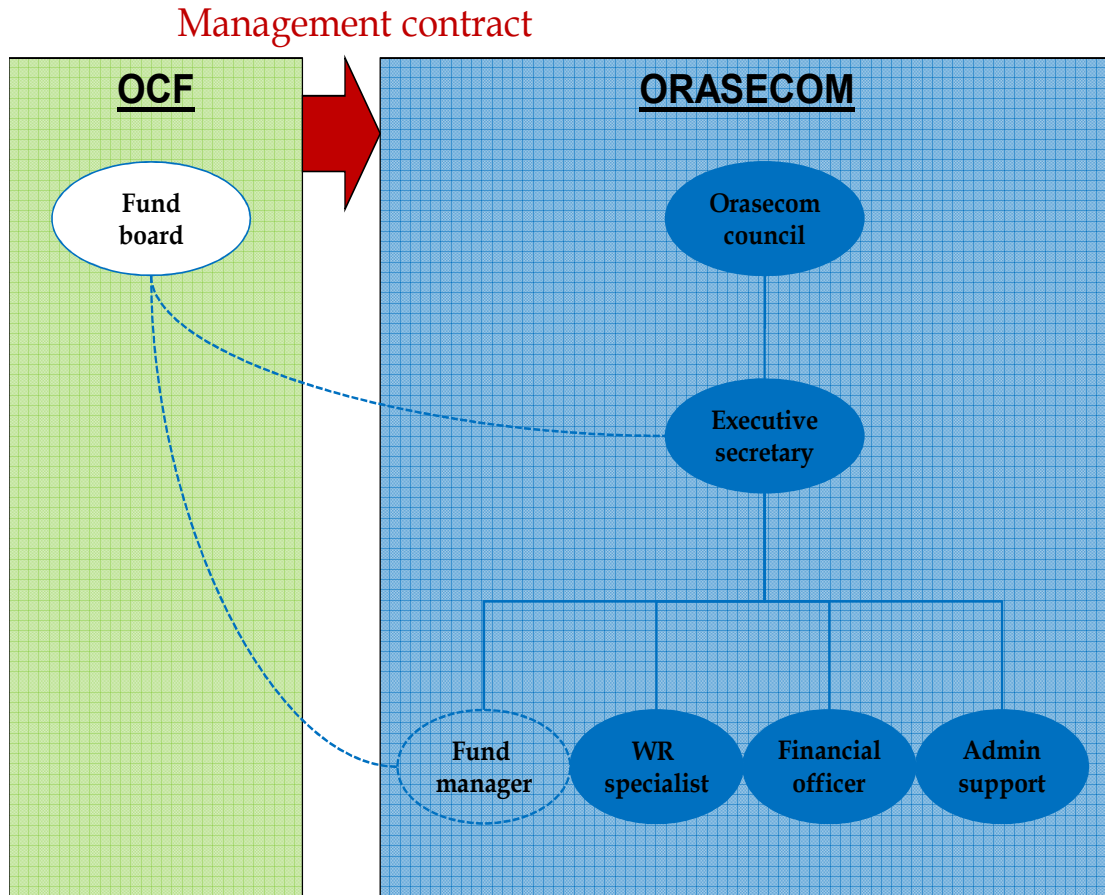 Management contract
OCF
ORASECOM
Fund
board
Orasecom
council
Executive
secretary
Fund
manager
WR
specialist
Financial
officer
Admin
support